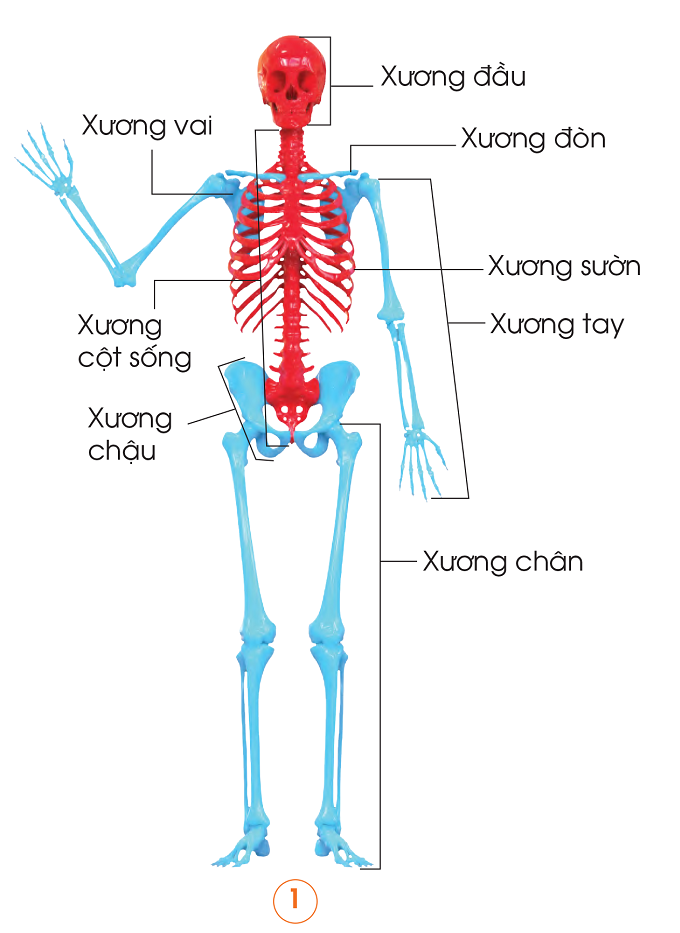 Xương đầu
Xương vai
Xương đòn
Xương sườn
Xương tay
Xương
cột sống
Xương
chậu
Xương chân
1